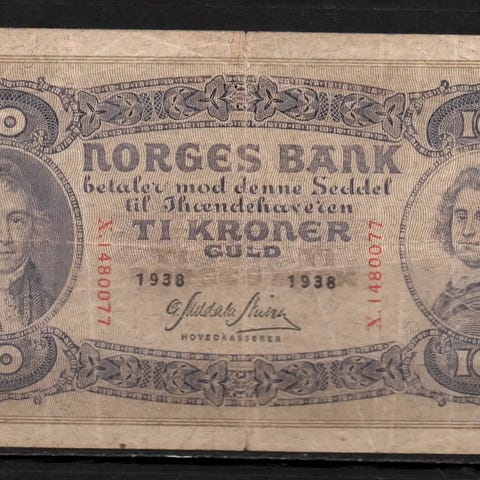 NORGES BANK
betaler mod denne Seddel
til Ihændehaveren
TI KRONER
GULD
1938 1938
X.1480077
X.1480077
HOVEDKASSERER